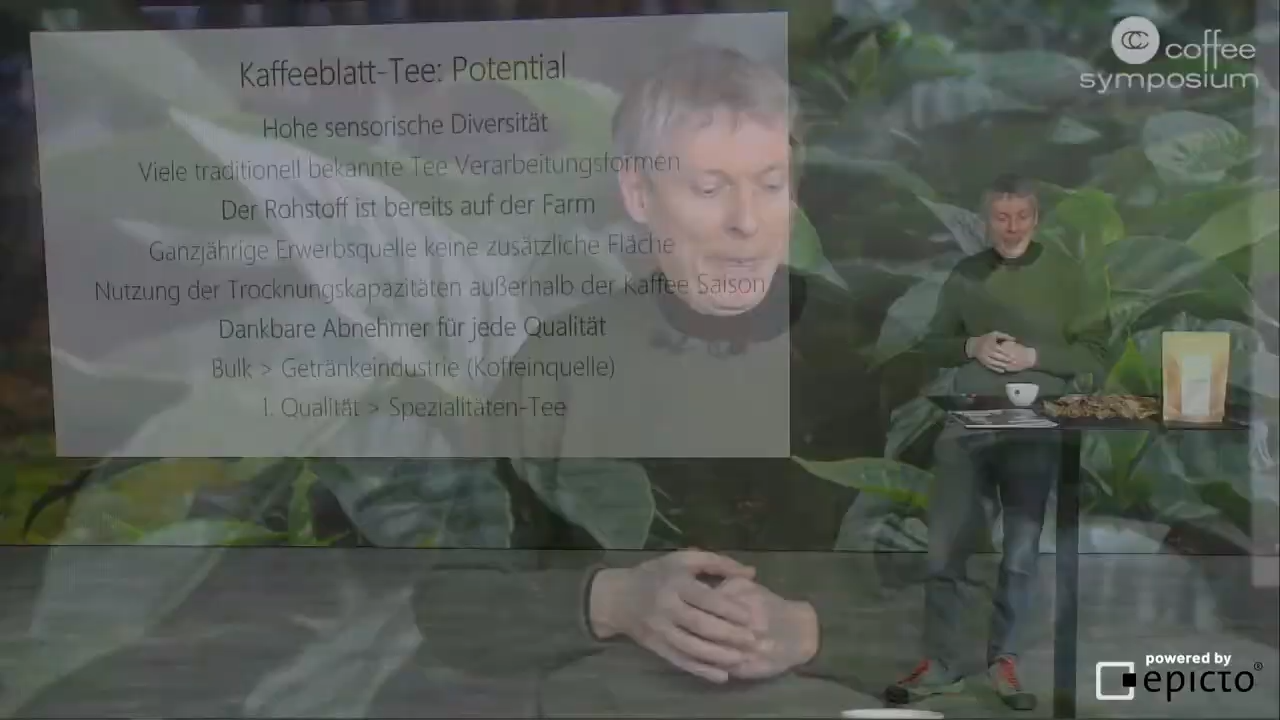 Kaffeeblatt-Tee: Potential
Hohe sensorische Diversität
Viele traditionell bekannte Tee Verarbeitungsformen
Der Rohstoff ist bereits auf der Farm
Ganzjährige Erwerbsquelle keine zusätzliche Fläche
Nutzung der Trocknungskapazitäten außerhalb der Kaffee Saison
Dankbare Abnehmer für jede Qualität
Bulk > Getränkeindustrie (Koffeinquelle)
1. Qualität > Spezialitäten-Tee
coffee
symposium
powered by
epicto®